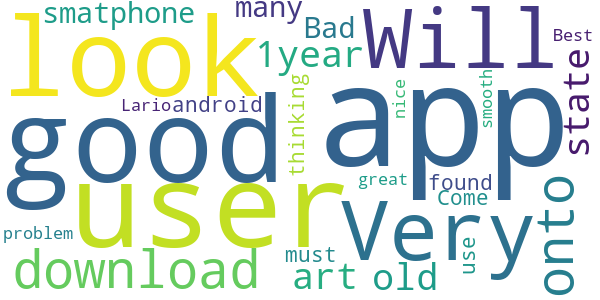 smatphone many Bad Will Best
look 1year state
Lario android thinking nice smooth
good app
user great found
Very Come onto
problem must use
download art old